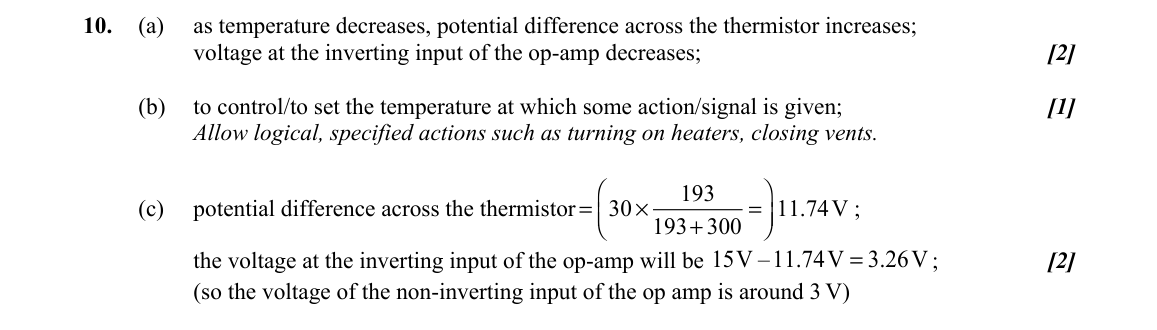 10. (a) as temperature decreases, potential difference across the thermistor increases;
voltage at the inverting input of the op-amp decreases; [2]
(b) to control/to set the temperature at which some action/signal is given; [1]
Allow logical, specified actions such as turning on heaters, closing vents.
(c) potential difference across the thermistor = (30 × 193/(193 + 300) =) 11.74 V ;
the voltage at the inverting input of the op-amp will be 15 V – 11.74 V = 3.26 V ; [2]
(so the voltage of the non-inverting input of the op amp is around 3 V)